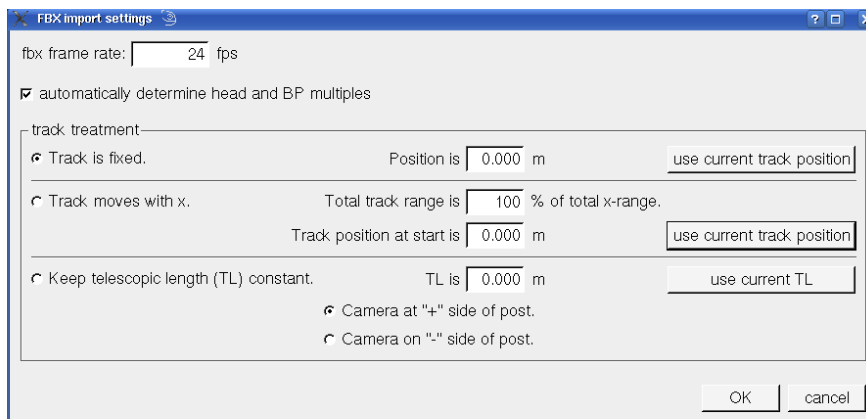 FBX import settings
fbx frame rate: 24 fps
automatically determine head and BP multiples
track treatment
Track is fixed. Position is 0.000 m use current track position
Track moves with x. Total track range is 100 % of total x-range.
Track position at start is 0.000 m use current track position
Keep telescopic length (TL) constant. TL is 0.000 m use current TL
Camera at "+" side of post.
Camera on "-" side of post.
OK cancel